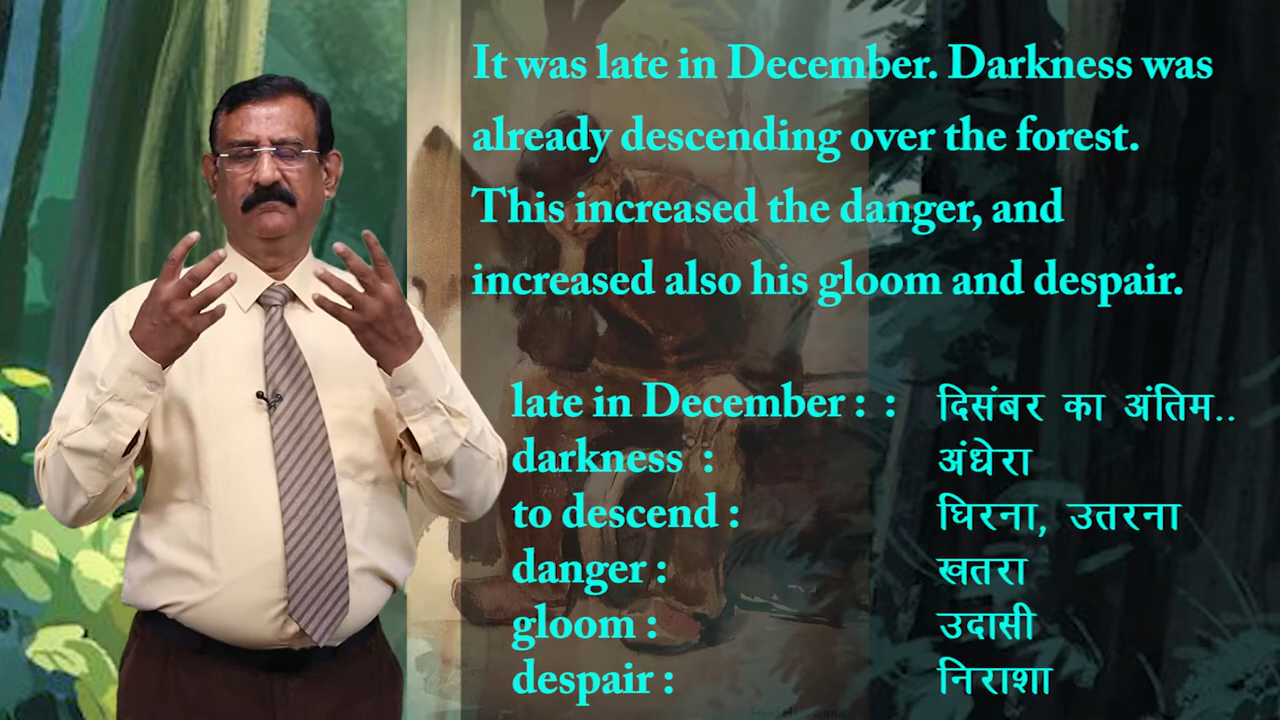 It was late in December. Darkness was
already descending over the forest.
This increased the danger, and
increased also his gloom and despair.
late in December : : दिसंबर का अंतिम..
darkness : अंधेरा
to descend : घिरना, उतरना
danger : खतरा
gloom : उदासी
despair : निराशा